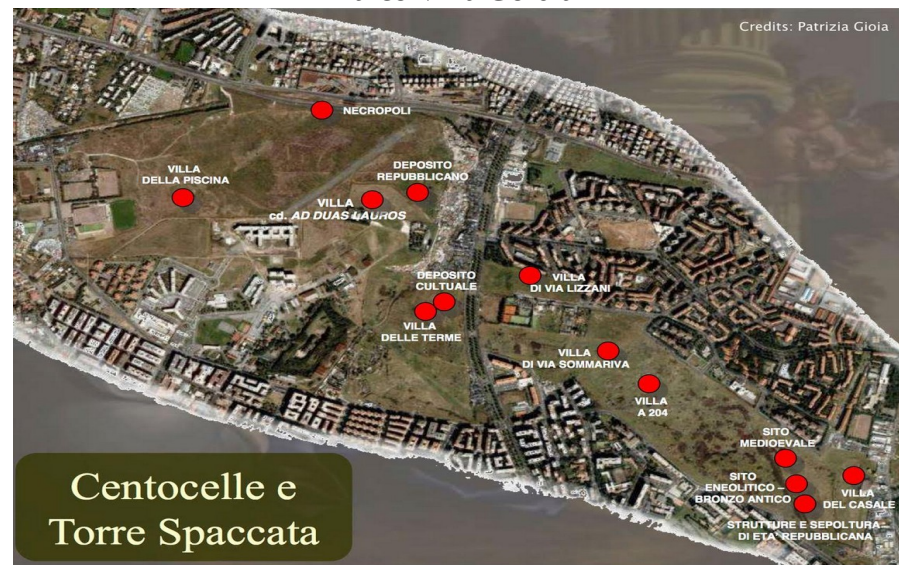 Credits: Patrizia Gioia
NECROPOLI
VILLA
DELLA PISCINA
DEPOSITO
REPUBBLICANO
VILLA
cd. AD DUAS LAUROS
DEPOSITO
CULTUALE
VILLA
DI VIA LIZZANI
VILLA
DELLE TERME
VILLA
DI VIA SOMMARIVA
VILLA
A 204
SITO
MEDIOEVALE
SITO
ENEOLITICO –
BRONZO ANTICO
VILLA
DEL CASALE
STRUTTURE E SEPOLTURA –
DI ETA' REPUBBLICANA
Centocelle e
Torre Spaccata